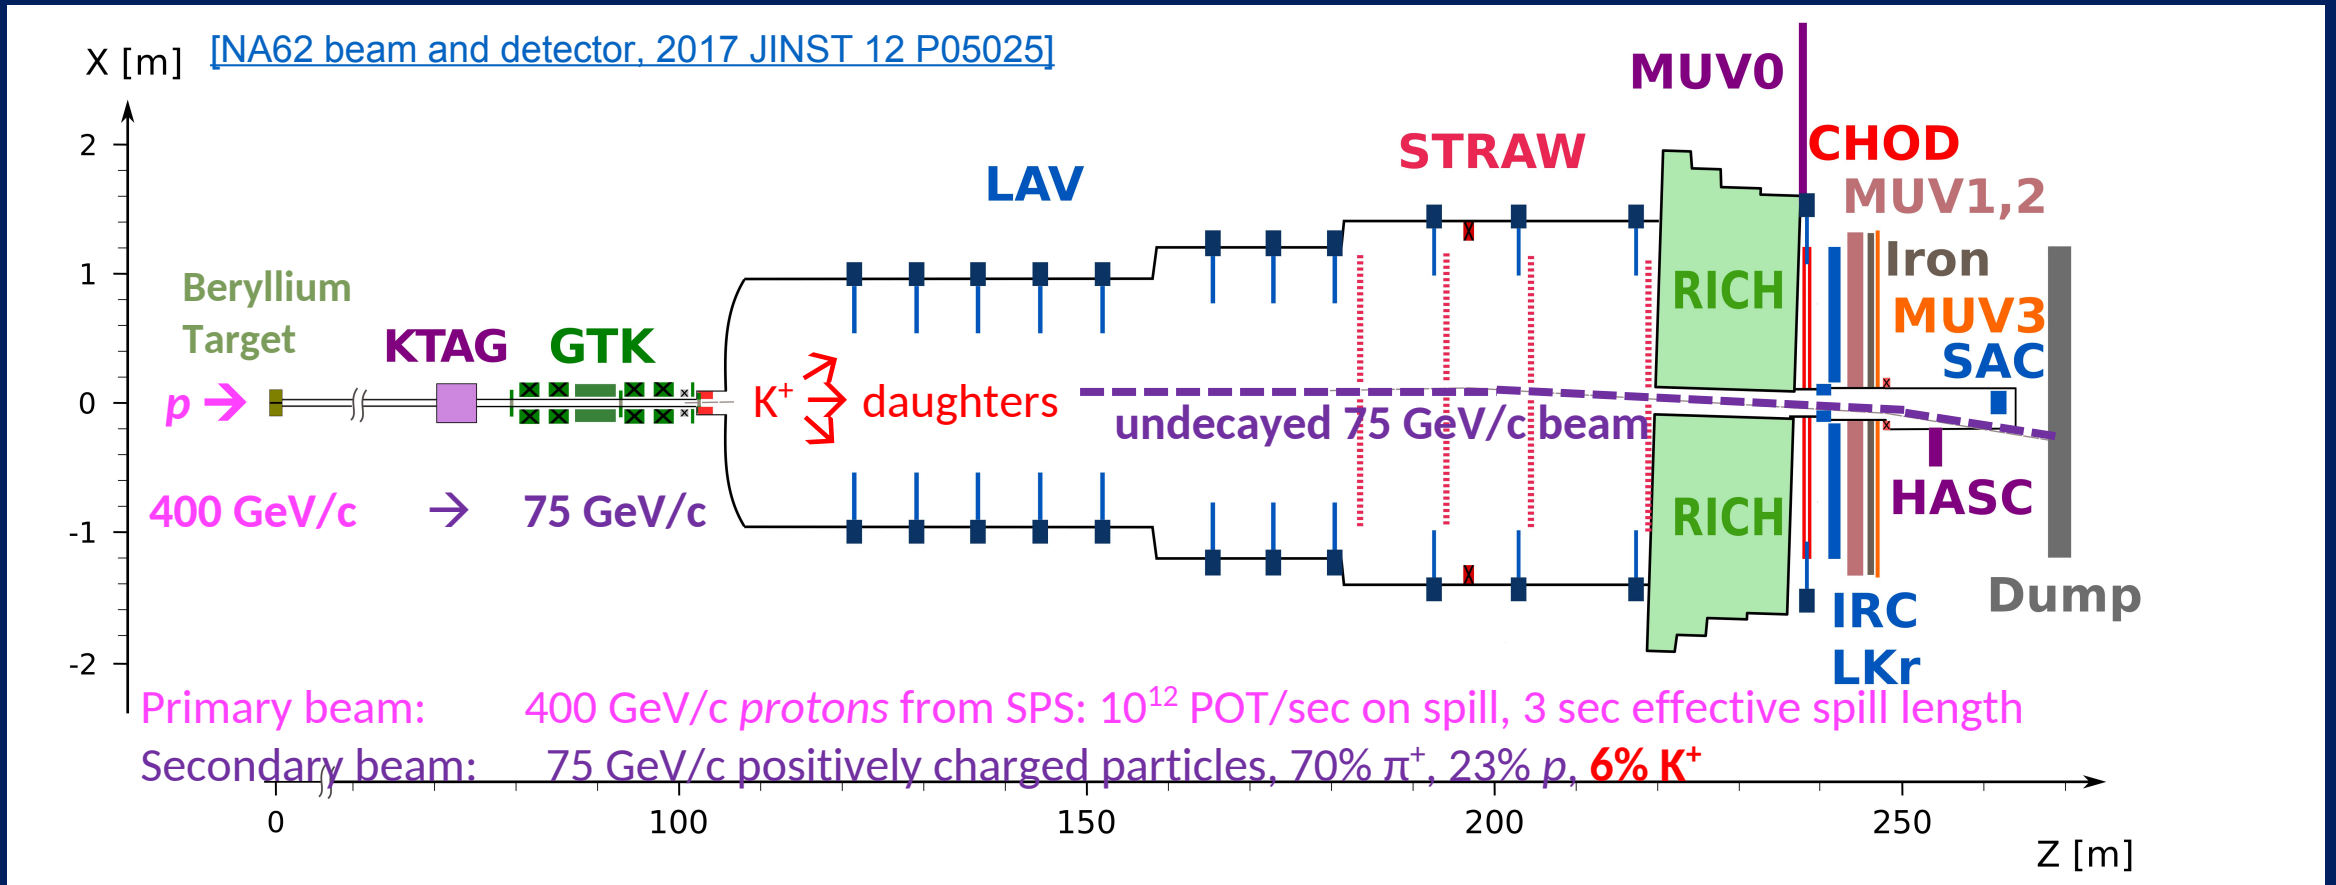 X [m] [NA62 beam and detector, 2017 JINST 12 P05025]
MUV0
2
STRAW
CHOD
LAV
MUV1,2
Iron
1
Beryllium
Target
RICH
MUV3
KTAG
GTK
SAC
0
p →
K⁺
daughters
undecayed 75 GeV/c beam
400 GeV/c → 75 GeV/c
RICH
HASC
-1
Dump
IRC
LKr
-2
Primary beam: 400 GeV/c protons from SPS: 10¹² POT/sec on spill, 3 sec effective spill length
Secondary beam: 75 GeV/c positively charged particles, 70% π⁺, 23% p, 6% K⁺
0 100 150 200 250
Z [m]